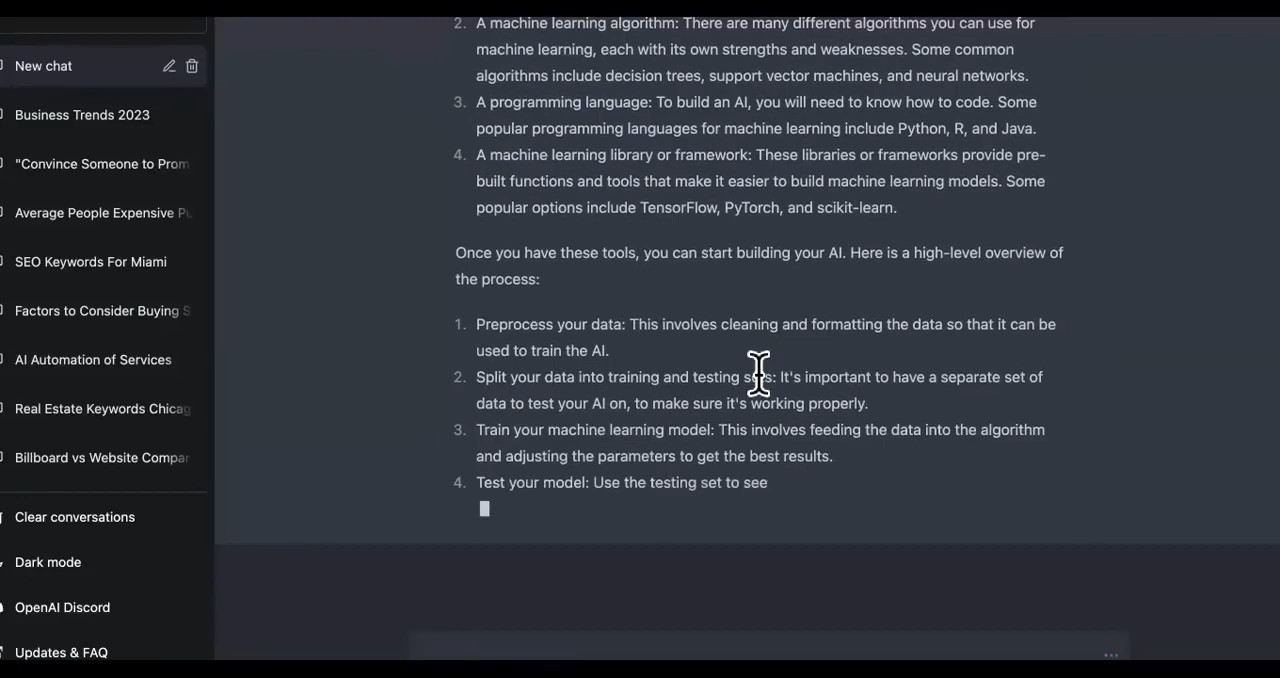 New chat
Business Trends 2023
"Convince Someone to Prom
Average People Expensive Pu
SEO Keywords For Miami
Factors to Consider Buying S
AI Automation of Services
Real Estate Keywords Chicag
Billboard vs Website Compar
Clear conversations
Dark mode
OpenAI Discord
Updates & FAQ
2. A machine learning algorithm: There are many different algorithms you can use for
machine learning, each with its own strengths and weaknesses. Some common
algorithms include decision trees, support vector machines, and neural networks.
3. A programming language: To build an AI, you will need to know how to code. Some
popular programming languages for machine learning include Python, R, and Java.
4. A machine learning library or framework: These libraries or frameworks provide pre-
built functions and tools that make it easier to build machine learning models. Some
popular options include TensorFlow, PyTorch, and scikit-learn.
Once you have these tools, you can start building your AI. Here is a high-level overview of
the process:
1. Preprocess your data: This involves cleaning and formatting the data so that it can be
used to train the AI.
2. Split your data into training and testing sets: It's important to have a separate set of
data to test your AI on, to make sure it's working properly.
3. Train your machine learning model: This involves feeding the data into the algorithm
and adjusting the parameters to get the best results.
4. Test your model: Use the testing set to see